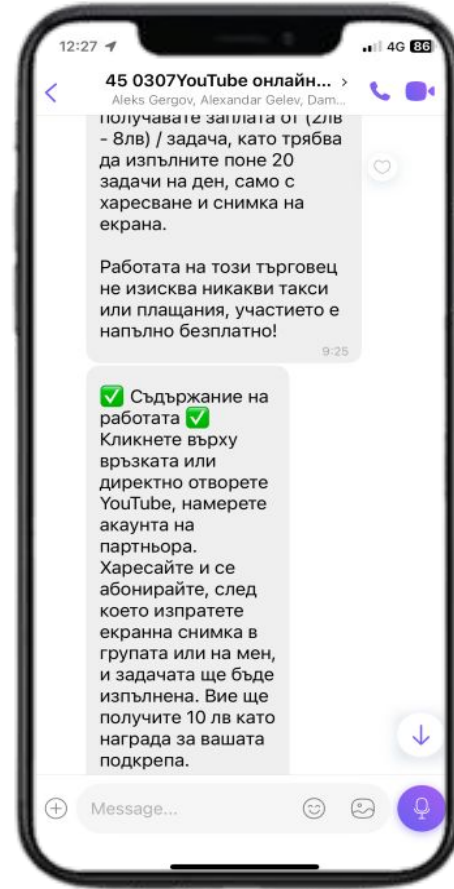 12:27
4G 86
45 0307YouTube онлайн... >
Aleks Gergov, Alexandar Gelev, Dam...
получавате заплата от (2лв
- 8лв) / задача, като трябва
да изпълните поне 20
задачи на ден, само с
харесване и снимка на
екрана.
Работата на този търговец
не изисква никакви такси
или плащания, участието е
напълно безплатно!
9:25
✅ Съдържание на
работата ✅
Кликнете върху
връзката или
директно отворете
YouTube, намерете
акаунта на
партньора.
Харесайте и се
абонирайте, след
което изпратете
екранна снимка в
групата или на мен,
и задачата ще бъде
изпълнена. Вие ще
получите 10 лв като
награда за вашата
подкрепа.
Message...